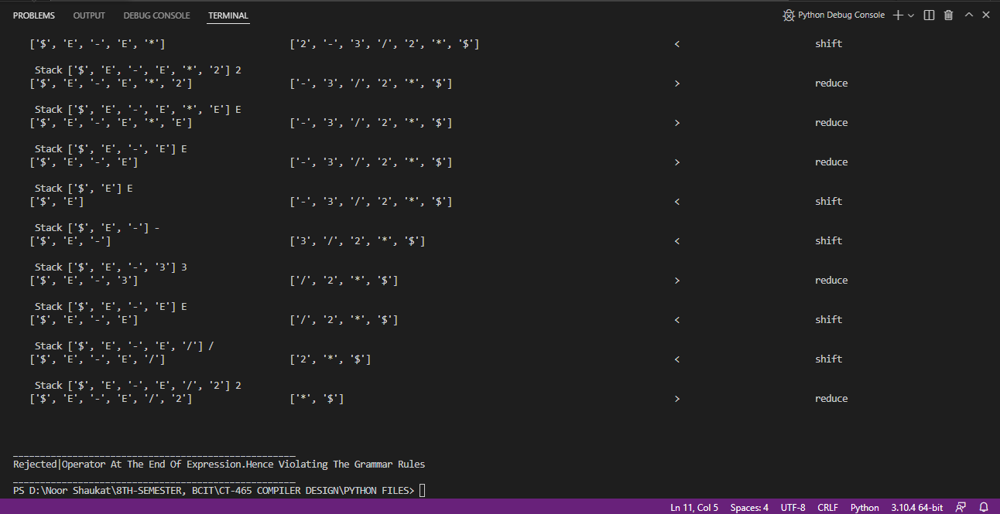 PROBLEMS OUTPUT DEBUG CONSOLE TERMINAL Python Debug Console
['$', 'E', '-', 'E', '*'] ['2', '-', '3', '/', '2', '*', '$'] < shift
Stack ['$', 'E', '-', 'E', '*', '2'] 2
['$', 'E', '-', 'E', '*', '2'] ['-', '3', '/', '2', '*', '$'] > reduce
Stack ['$', 'E', '-', 'E', '*', 'E'] E
['$', 'E', '-', 'E', '*', 'E'] ['-', '3', '/', '2', '*', '$'] > reduce
Stack ['$', 'E', '-', 'E'] E
['$', 'E', '-', 'E'] ['-', '3', '/', '2', '*', '$'] > reduce
Stack ['$', 'E'] E
['$', 'E'] ['-', '3', '/', '2', '*', '$'] < shift
Stack ['$', 'E', '-'] -
['$', 'E', '-'] ['3', '/', '2', '*', '$'] < shift
Stack ['$', 'E', '-', '3'] 3
['$', 'E', '-', '3'] ['/', '2', '*', '$'] > reduce
Stack ['$', 'E', '-', 'E'] E
['$', 'E', '-', 'E'] ['/', '2', '*', '$'] < shift
Stack ['$', 'E', '-', 'E', '/'] /
['$', 'E', '-', 'E', '/'] ['2', '*', '$'] < shift
Stack ['$', 'E', '-', 'E', '/', '2'] 2
['$', 'E', '-', 'E', '/', '2'] ['*', '$'] > reduce
____________________________________________________
Rejected|Operator At The End Of Expression.Hence Violating The Grammar Rules
____________________________________________________
PS D:\Noor Shaukat\8TH-SEMESTER, BCIT\CT-465 COMPILER DESIGN\PYTHON FILES>
Ln 11, Col 5 Spaces: 4 UTF-8 CRLF Python 3.10.4 64-bit